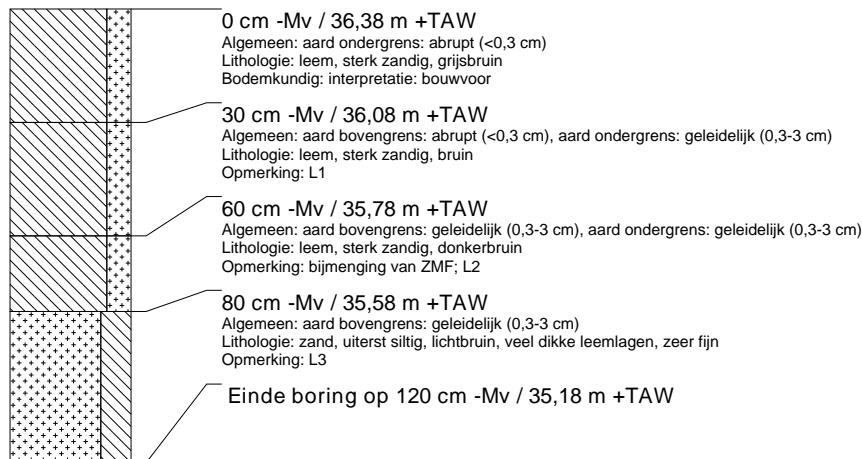 0 cm -Mv / 36,38 m +TAW
Algemeen: aard ondergrens: abrupt (<0,3 cm)
Lithologie: leem, sterk zandig, grijsbruin
Bodemkundig: interpretatie: bouwvoor
30 cm -Mv / 36,08 m +TAW
Algemeen: aard bovengrens: abrupt (<0,3 cm), aard ondergrens: geleidelijk (0,3-3 cm)
Lithologie: leem, sterk zandig, bruin
Opmerking: L1
60 cm -Mv / 35,78 m +TAW
Algemeen: aard bovengrens: geleidelijk (0,3-3 cm), aard ondergrens: geleidelijk (0,3-3 cm)
Lithologie: leem, sterk zandig, donkerbruin
Opmerking: bijmenging van ZMF; L2
80 cm -Mv / 35,58 m +TAW
Algemeen: aard bovengrens: geleidelijk (0,3-3 cm)
Lithologie: zand, uiterst siltig, lichtbruin, veel dikke leemlagen, zeer fijn
Opmerking: L3
Einde boring op 120 cm -Mv / 35,18 m +TAW